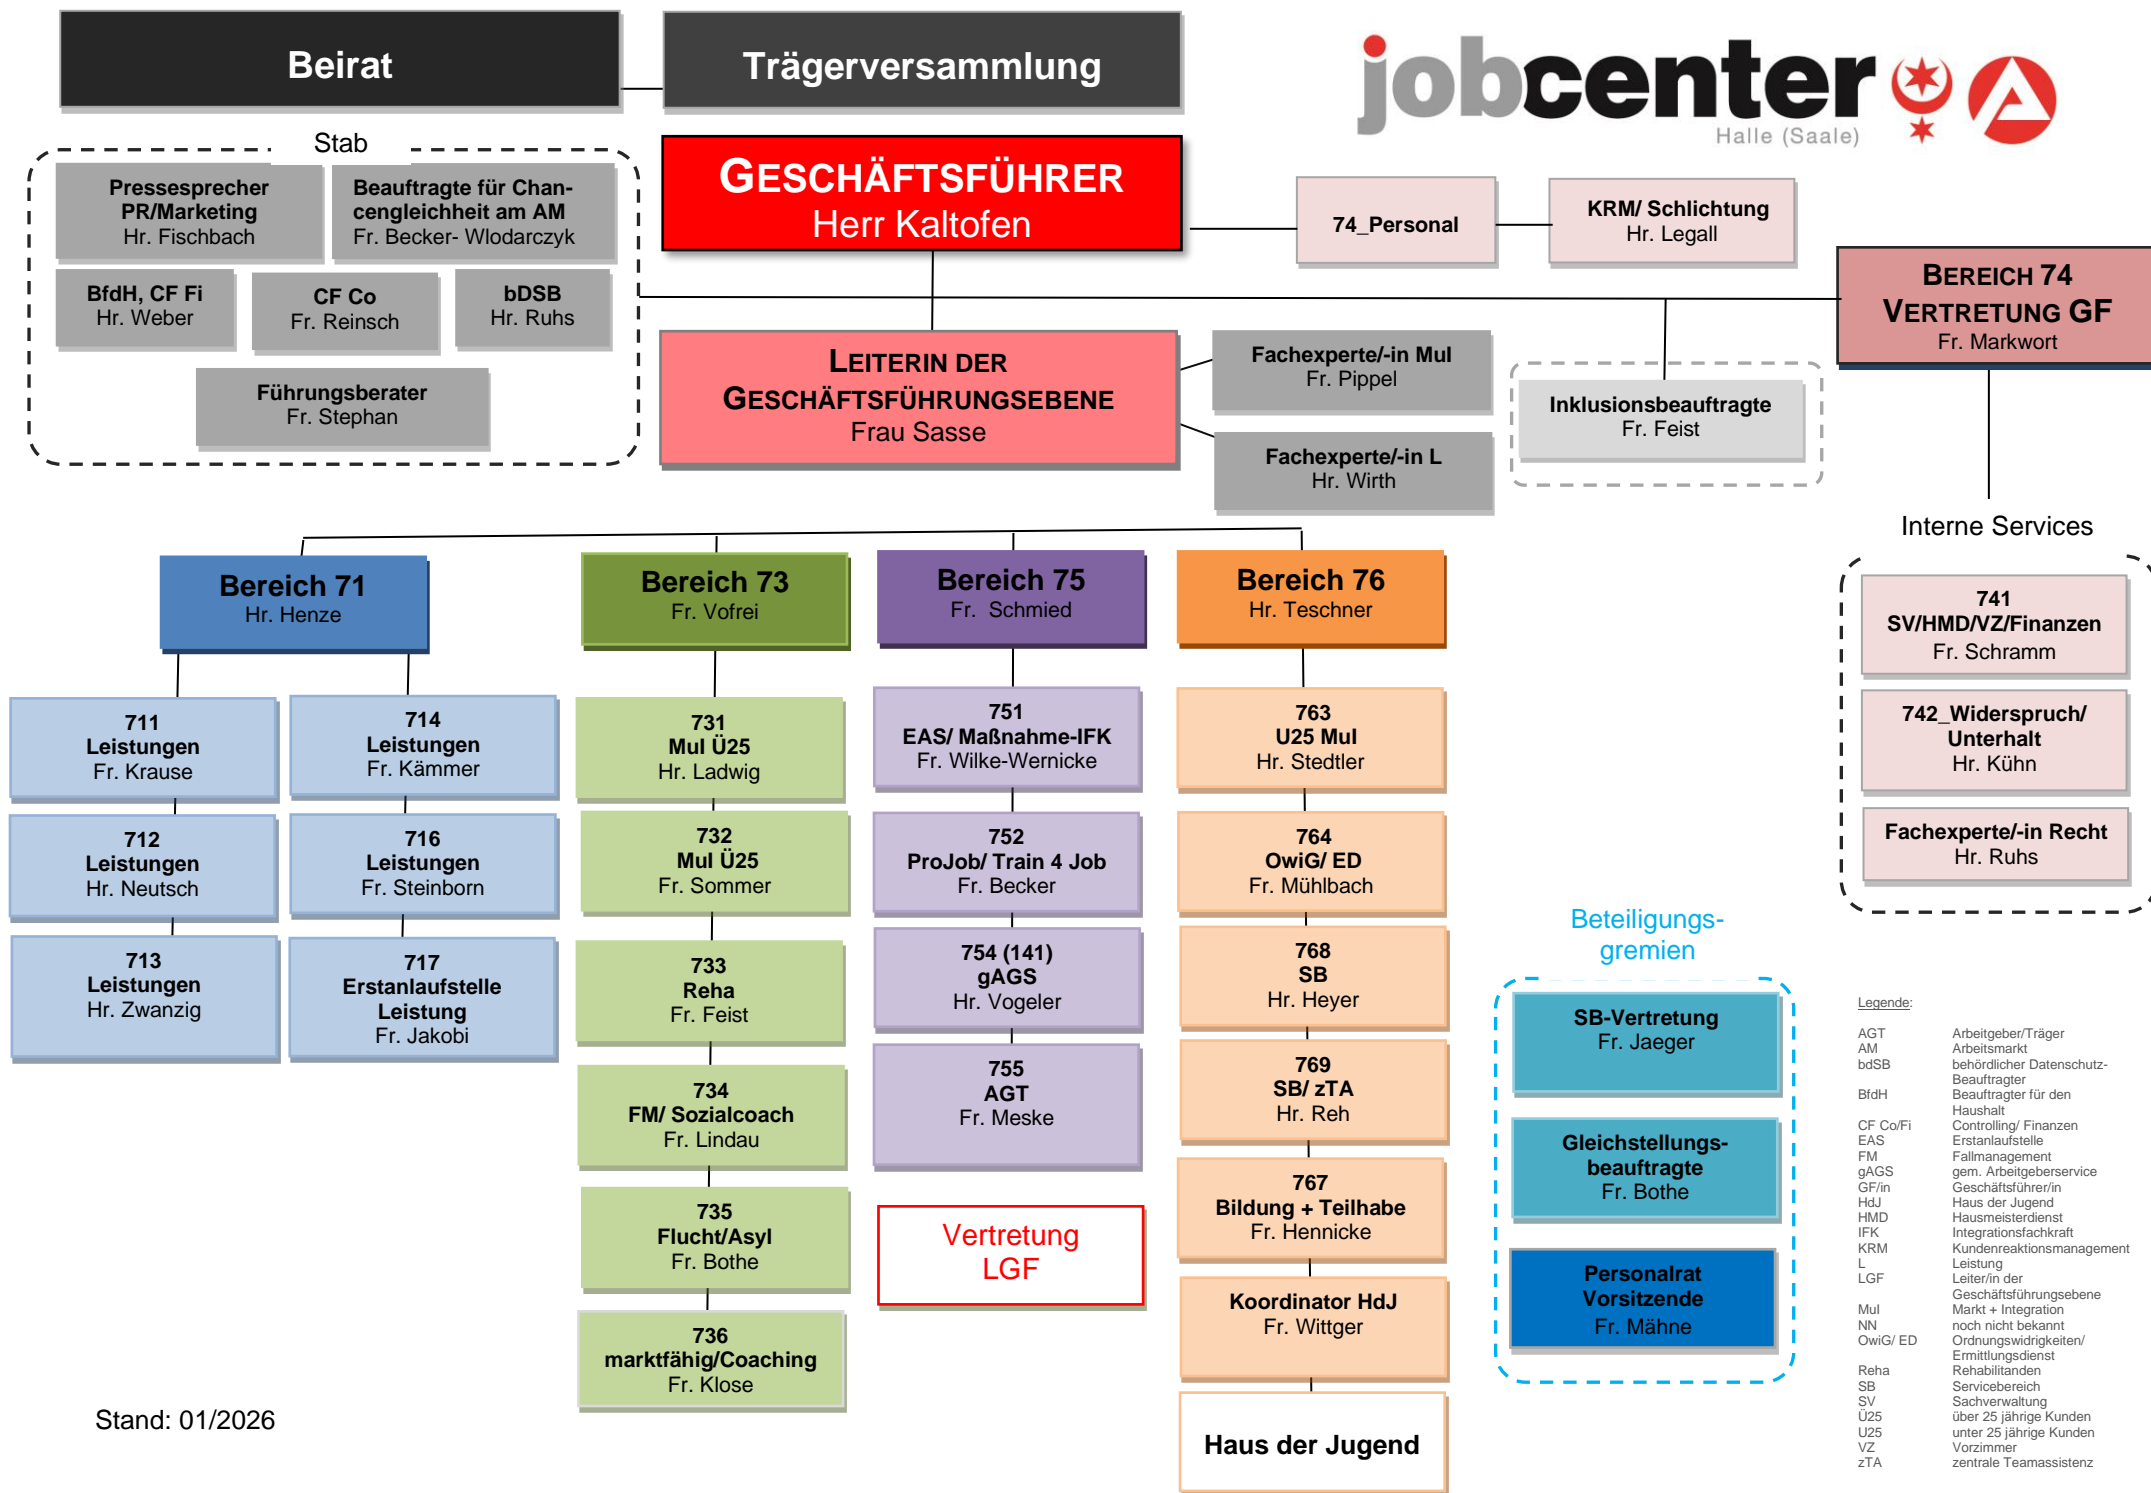 Beirat
Trägerversammlung
jobcenter
Halle (Saale)
Stab
Pressesprecher
PR/Marketing
Hr. Fischbach
Beauftragte für Chan-
cengleichheit am AM
Fr. Becker- Wlodarczyk
BfdH, CF Fi
Hr. Weber
CF Co
Fr. Reinsch
bDSB
Hr. Ruhs
Führungsberater
Fr. Stephan
GESCHÄFTSFÜHRER
Herr Kaltofen
74_Personal
KRM/ Schlichtung
Hr. Legall
BEREICH 74
VERTRETUNG GF
Fr. Markwort
LEITERIN DER
GESCHÄFTSFÜHRUNGSEBENE
Frau Sasse
Fachexperte/-in MuI
Fr. Pippel
Fachexperte/-in L
Hr. Wirth
Inklusionsbeauftragte
Fr. Feist
Bereich 71
Hr. Henze
711
Leistungen
Fr. Krause
712
Leistungen
Hr. Neutsch
713
Leistungen
Hr. Zwanzig
714
Leistungen
Fr. Kämmer
716
Leistungen
Fr. Steinborn
717
Erstanlaufstelle
Leistung
Fr. Jakobi
Bereich 73
Fr. Vofrei
731
MuI Ü25
Hr. Ladwig
732
MuI Ü25
Fr. Sommer
733
Reha
Fr. Feist
734
FM/ Sozialcoach
Fr. Lindau
735
Flucht/Asyl
Fr. Bothe
736
marktfähig/Coaching
Fr. Klose
Bereich 75
Fr. Schmied
751
EAS/ Maßnahme-IFK
Fr. Wilke-Wernicke
752
ProJob/ Train 4 Job
Fr. Becker
754 (141)
gAGS
Hr. Vogeler
755
AGT
Fr. Meske
Vertretung
LGF
Bereich 76
Hr. Teschner
763
U25 MuI
Hr. Stedtler
764
OwiG/ ED
Fr. Mühlbach
768
SB
Hr. Heyer
769
SB/ zTA
Hr. Reh
767
Bildung + Teilhabe
Fr. Hennicke
Koordinator HdJ
Fr. Wittger
Haus der Jugend
Interne Services
741
SV/HMD/VZ/Finanzen
Fr. Schramm
742_Widerspruch/
Unterhalt
Hr. Kühn
Fachexperte/-in Recht
Hr. Ruhs
Beteiligungs-
gremien
SB-Vertretung
Fr. Jaeger
Gleichstellungs-
beauftragte
Fr. Bothe
Personalrat
Vorsitzende
Fr. Mähne
Legende:
AGT Arbeitgeber/Träger
AM Arbeitsmarkt
bdSB behördlicher Datenschutz-
Beauftragter
BfdH Beauftragter für den
Haushalt
CF Co/Fi Controlling/ Finanzen
EAS Erstanlaufstelle
FM Fallmanagement
gAGS gem. Arbeitgeberservice
GF/in Geschäftsführer/in
HdJ Haus der Jugend
HMD Hausmeisterdienst
IFK Integrationsfachkraft
KRM Kundenreaktionsmanagement
L Leistung
LGF Leiter/in der
Geschäftsführungsebene
MuI Markt + Integration
NN noch nicht bekannt
OwiG/ ED Ordnungswidrigkeiten/
Ermittlungsdienst
Reha Rehabilitanden
SB Servicebereich
SV Sachverwaltung
Ü25 über 25 jährige Kunden
U25 unter 25 jährige Kunden
VZ Vorzimmer
zTA zentrale Teamassistenz
Stand: 01/2026